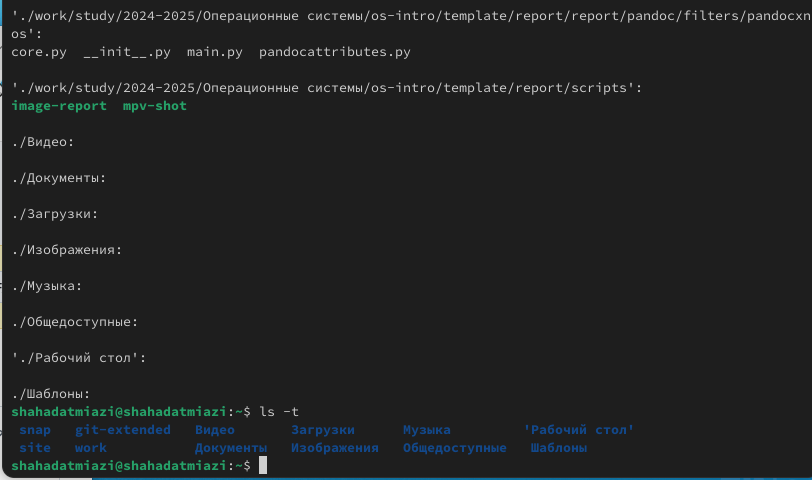 './work/study/2024-2025/Операционные системы/os-intro/template/report/report/pandoc/filters/pandocxn
os':
core.py  __init__.py  main.py  pandocattributes.py
'./work/study/2024-2025/Операционные системы/os-intro/template/report/scripts':
image-report  mpv-shot
./Видео:
./Документы:
./Загрузки:
./Изображения:
./Музыка:
./Общедоступные:
'./Рабочий стол':
./Шаблоны:
shahadatmiazi@shahadatmiazi:~$ ls -t
snap   git-extended   Видео       Загрузки      Музыка         'Рабочий стол'
site   work           Документы   Изображения   Общедоступные   Шаблоны
shahadatmiazi@shahadatmiazi:~$